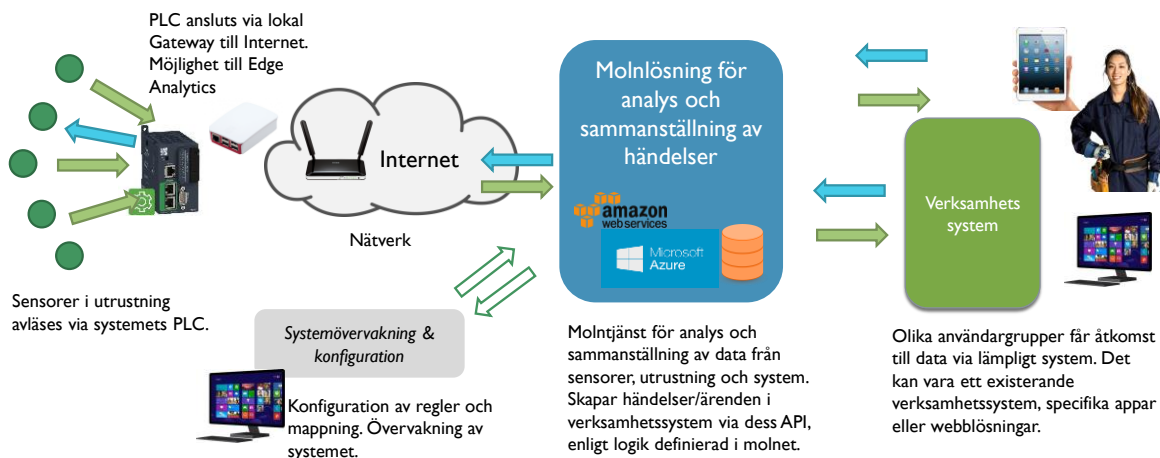 PLC ansluts via lokal
Gateway till Internet.
Möjlighet till Edge
Analytics
Sensorer i utrustning
avläses via systemets PLC.
Internet
Nätverk
Systemövervakning &
konfiguration
Konfiguration av regler och
mappning. Övervakning av
systemet.
Molnlösning för
analys och
sammanställning av
händelser
amazon
webservices
Microsoft
Azure
Molntjänst för analys och
sammanställning av data från
sensorer, utrustning och system.
Skapar händelser/ärenden i
verksamhetssystem via dess API,
enligt logik definierad i molnet.
Verksamhets
system
Olika användargrupper får åtkomst
till data via lämpligt system. Det
kan vara ett existerande
verksamhetssystem, specifika appar
eller webblösningar.